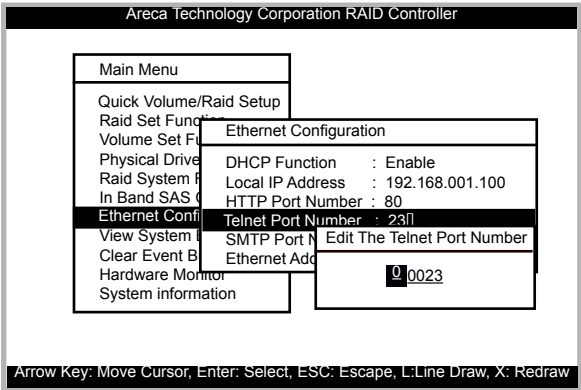 Areca Technology Corporation RAID Controller
Main Menu
Quick Volume/Raid Setup
Raid Set Function
Volume Set Fu
Physical Drive
Raid System F
In Band SAS
Ethernet Confi
View System E
Clear Event B
Hardware Monitor
System information
Ethernet Configuration
DHCP Function : Enable
Local IP Address : 192.168.001.100
HTTP Port Number : 80
Telnet Port Number : 23
SMTP Port N
Ethernet Add
Edit The Telnet Port Number
0 0023
Arrow Key: Move Cursor, Enter: Select, ESC: Escape, L:Line Draw, X: Redraw